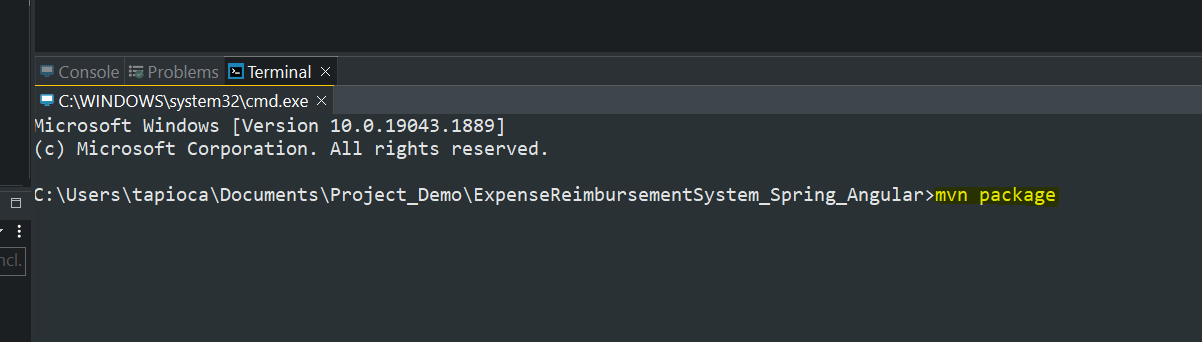 Console Problems Terminal
C:\WINDOWS\system32\cmd.exe
Microsoft Windows [Version 10.0.19043.1889]
(c) Microsoft Corporation. All rights reserved.
C:\Users\tapioca\Documents\Project_Demo\ExpenseReimbursementSystem_Spring_Angular>mvn package
ncl.